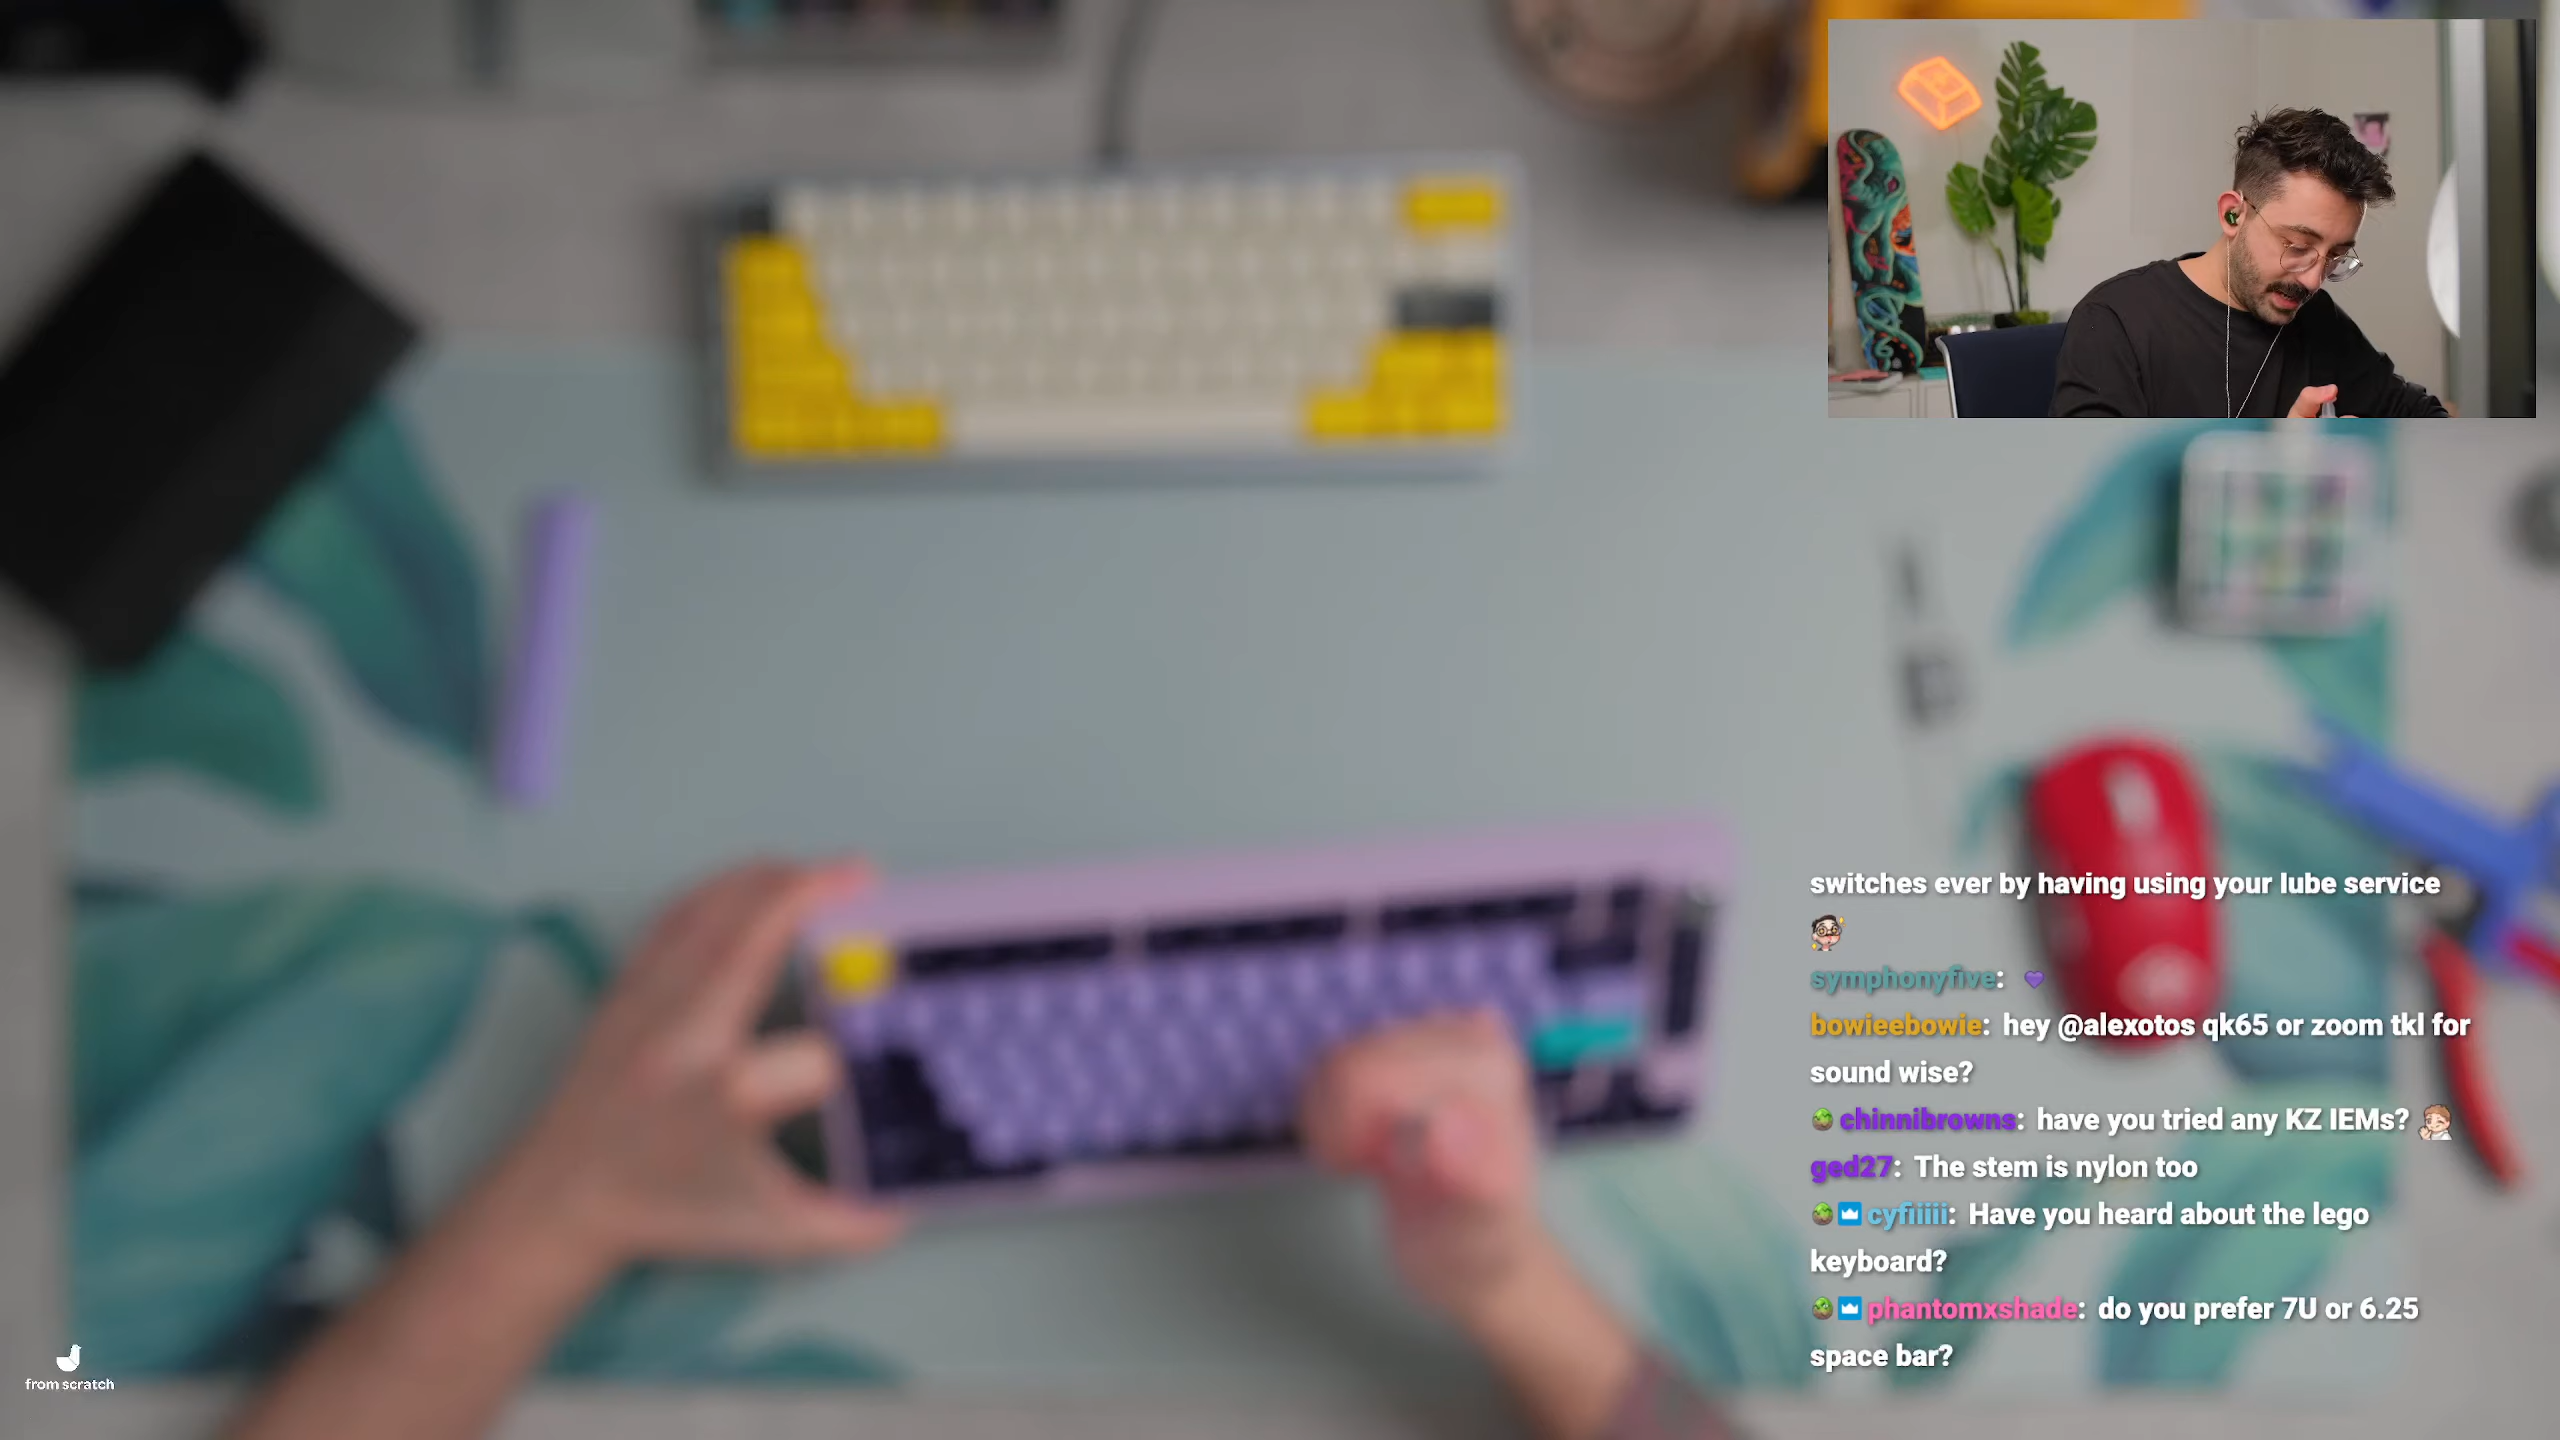 switches ever by having using your lube service
symphonyfive:
bowieebowie: hey @alexotos qk65 or zoom tkl for
sound wise?
chinnibrowns: have you tried any KZ IEMs?
ged27: The stem is nylon too
cyfiiiii: Have you heard about the lego
keyboard?
phantomxshade: do you prefer 7U or 6.25
space bar?
from scratch